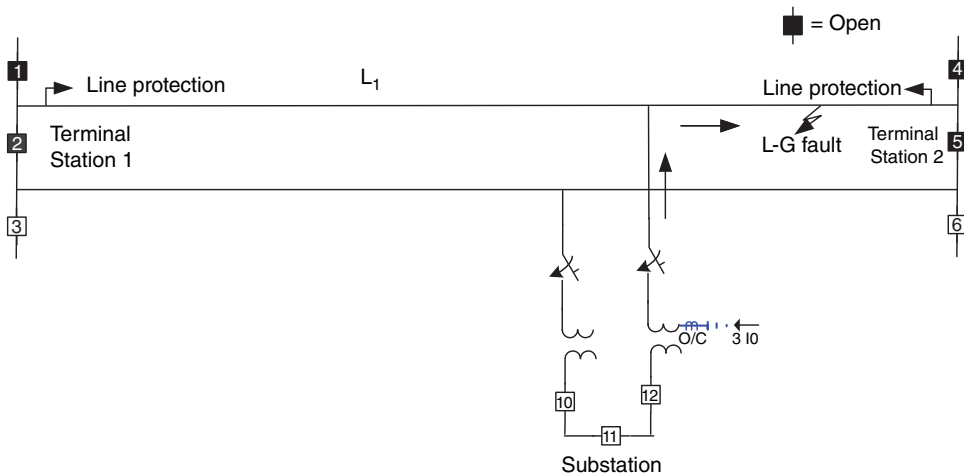 = Open
1
4
Line protection
L1
Line protection
2
Terminal
Station 1
L-G fault
Terminal
Station 2
5
3
6
O/C
3 I0
10
12
11
Substation